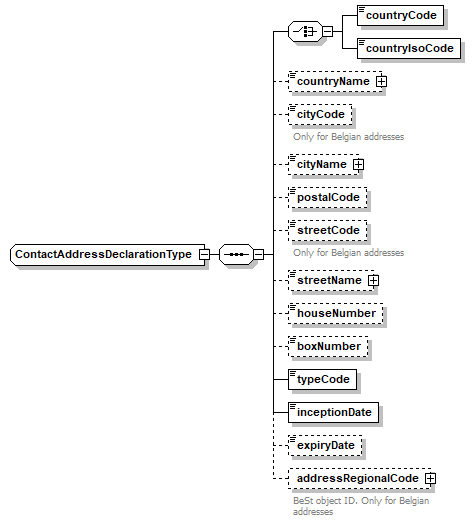 countryCode
countryIsoCode
countryName
cityCode
Only for Belgian addresses
cityName
postalCode
streetCode
Only for Belgian addresses
ContactAddressDeclarationType
streetName
houseNumber
boxNumber
typeCode
inceptionDate
expiryDate
addressRegionalCode
BeSt object ID. Only for Belgian
addresses